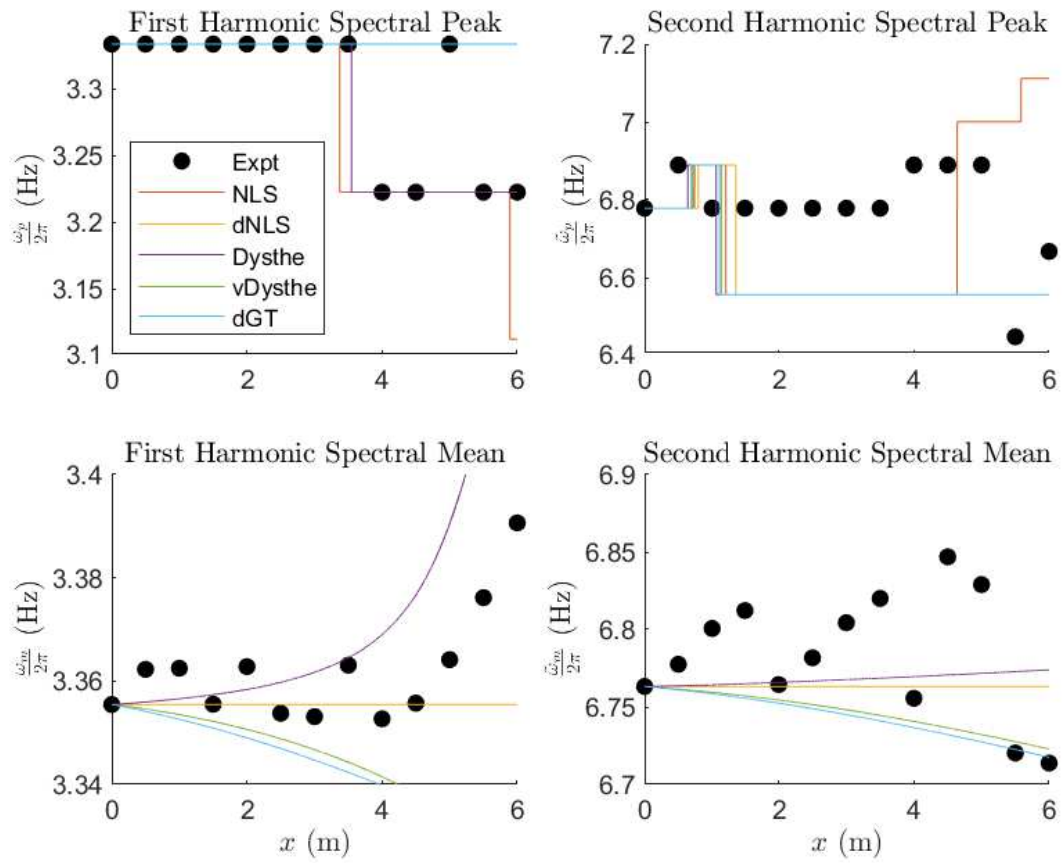 First Harmonic Spectral Peak
3.3
3.25
3.2
3.15
3.1
0
2
4
6
ω_p/2π (Hz)
Expt
NLS
dNLS
Dysthe
vDysthe
dGT
Second Harmonic Spectral Peak
7.2
7
6.8
6.6
6.4
0
2
4
6
ω̃_p/2π (Hz)
First Harmonic Spectral Mean
3.4
3.38
3.36
3.34
0
2
4
6
ω_m/2π (Hz)
x (m)
Second Harmonic Spectral Mean
6.9
6.85
6.8
6.75
6.7
0
2
4
6
ω̃_m/2π (Hz)
x (m)